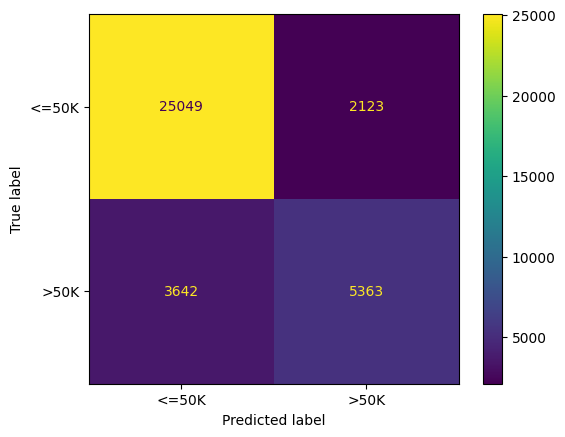 25000
<=50K
25049
2123
20000
15000
True label
10000
>50K
3642
5363
5000
<=50K
>50K
Predicted label